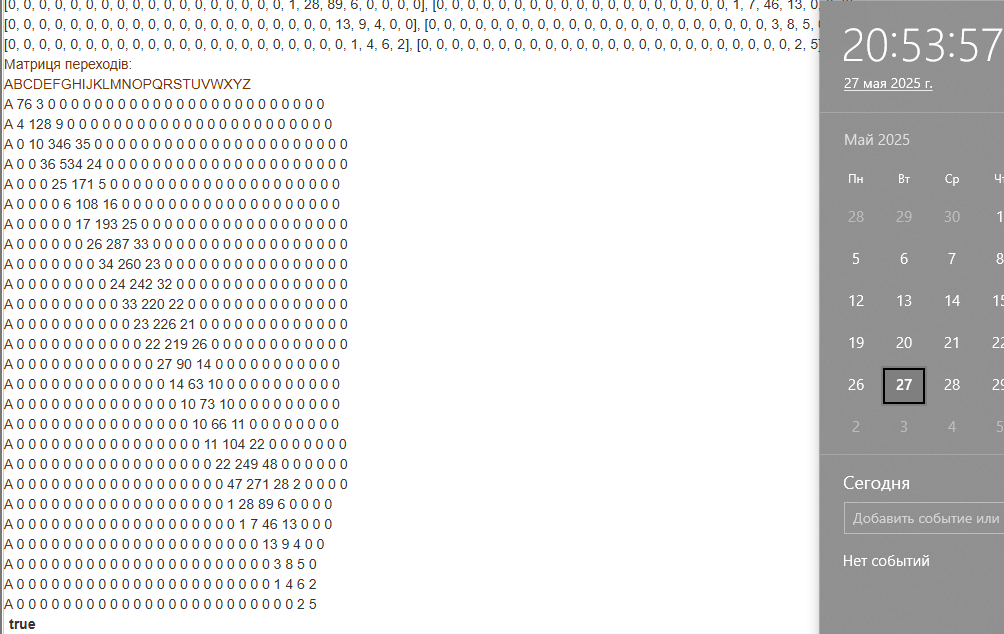 [0, 0, 0, 0, 0, 0, 0, 0, 0, 0, 0, 0, 0, 0, 0, 0, 0, 0, 1, 28, 89, 6, 0, 0, 0, 0], [0, 0, 0, 0, 0, 0, 0, 0, 0, 0, 0, 0, 0, 0, 0, 0, 0, 0, 0, 1, 7, 46, 13, 0,
[0, 0, 0, 0, 0, 0, 0, 0, 0, 0, 0, 0, 0, 0, 0, 0, 0, 0, 0, 0, 0, 13, 9, 4, 0, 0], [0, 0, 0, 0, 0, 0, 0, 0, 0, 0, 0, 0, 0, 0, 0, 0, 0, 0, 0, 0, 0, 0, 3, 8, 5,
[0, 0, 0, 0, 0, 0, 0, 0, 0, 0, 0, 0, 0, 0, 0, 0, 0, 0, 0, 0, 0, 0, 1, 4, 6, 2], [0, 0, 0, 0, 0, 0, 0, 0, 0, 0, 0, 0, 0, 0, 0, 0, 0, 0, 0, 0, 0, 0, 0, 0, 2, 5]
Матриця переходів:
ABCDEFGHIJKLMNOPQRSTUVWXYZ
A 76 3 0 0 0 0 0 0 0 0 0 0 0 0 0 0 0 0 0 0 0 0 0 0 0 0
A 4 128 9 0 0 0 0 0 0 0 0 0 0 0 0 0 0 0 0 0 0 0 0 0 0 0
A 0 10 346 35 0 0 0 0 0 0 0 0 0 0 0 0 0 0 0 0 0 0 0 0 0 0
A 0 0 36 534 24 0 0 0 0 0 0 0 0 0 0 0 0 0 0 0 0 0 0 0 0 0
A 0 0 0 25 171 5 0 0 0 0 0 0 0 0 0 0 0 0 0 0 0 0 0 0 0 0
A 0 0 0 0 6 108 16 0 0 0 0 0 0 0 0 0 0 0 0 0 0 0 0 0 0 0
A 0 0 0 0 0 17 193 25 0 0 0 0 0 0 0 0 0 0 0 0 0 0 0 0 0 0
A 0 0 0 0 0 0 26 287 33 0 0 0 0 0 0 0 0 0 0 0 0 0 0 0 0 0
A 0 0 0 0 0 0 0 34 260 23 0 0 0 0 0 0 0 0 0 0 0 0 0 0 0 0
A 0 0 0 0 0 0 0 0 24 242 32 0 0 0 0 0 0 0 0 0 0 0 0 0 0 0
A 0 0 0 0 0 0 0 0 0 33 220 22 0 0 0 0 0 0 0 0 0 0 0 0 0 0
A 0 0 0 0 0 0 0 0 0 0 23 226 21 0 0 0 0 0 0 0 0 0 0 0 0 0
A 0 0 0 0 0 0 0 0 0 0 0 22 219 26 0 0 0 0 0 0 0 0 0 0 0 0
A 0 0 0 0 0 0 0 0 0 0 0 0 27 90 14 0 0 0 0 0 0 0 0 0 0 0
A 0 0 0 0 0 0 0 0 0 0 0 0 0 14 63 10 0 0 0 0 0 0 0 0 0 0
A 0 0 0 0 0 0 0 0 0 0 0 0 0 0 10 73 10 0 0 0 0 0 0 0 0 0
A 0 0 0 0 0 0 0 0 0 0 0 0 0 0 0 10 66 11 0 0 0 0 0 0 0 0
A 0 0 0 0 0 0 0 0 0 0 0 0 0 0 0 0 11 104 22 0 0 0 0 0 0 0
A 0 0 0 0 0 0 0 0 0 0 0 0 0 0 0 0 0 22 249 48 0 0 0 0 0 0
A 0 0 0 0 0 0 0 0 0 0 0 0 0 0 0 0 0 0 47 271 28 2 0 0 0 0
A 0 0 0 0 0 0 0 0 0 0 0 0 0 0 0 0 0 0 1 28 89 6 0 0 0 0
A 0 0 0 0 0 0 0 0 0 0 0 0 0 0 0 0 0 0 0 1 7 46 13 0 0 0
A 0 0 0 0 0 0 0 0 0 0 0 0 0 0 0 0 0 0 0 0 0 13 9 4 0 0
A 0 0 0 0 0 0 0 0 0 0 0 0 0 0 0 0 0 0 0 0 0 0 3 8 5 0
A 0 0 0 0 0 0 0 0 0 0 0 0 0 0 0 0 0 0 0 0 0 0 1 4 6 2
A 0 0 0 0 0 0 0 0 0 0 0 0 0 0 0 0 0 0 0 0 0 0 0 0 2 5
true
20:53:57
27 мая 2025 г.
Май 2025
Пн Вт Ср
28 29 30 1
5 6 7 8
12 13 14
19 20 21
26 27 28
2 3 4 5
Сегодня
Добавить событие или
Нет событий